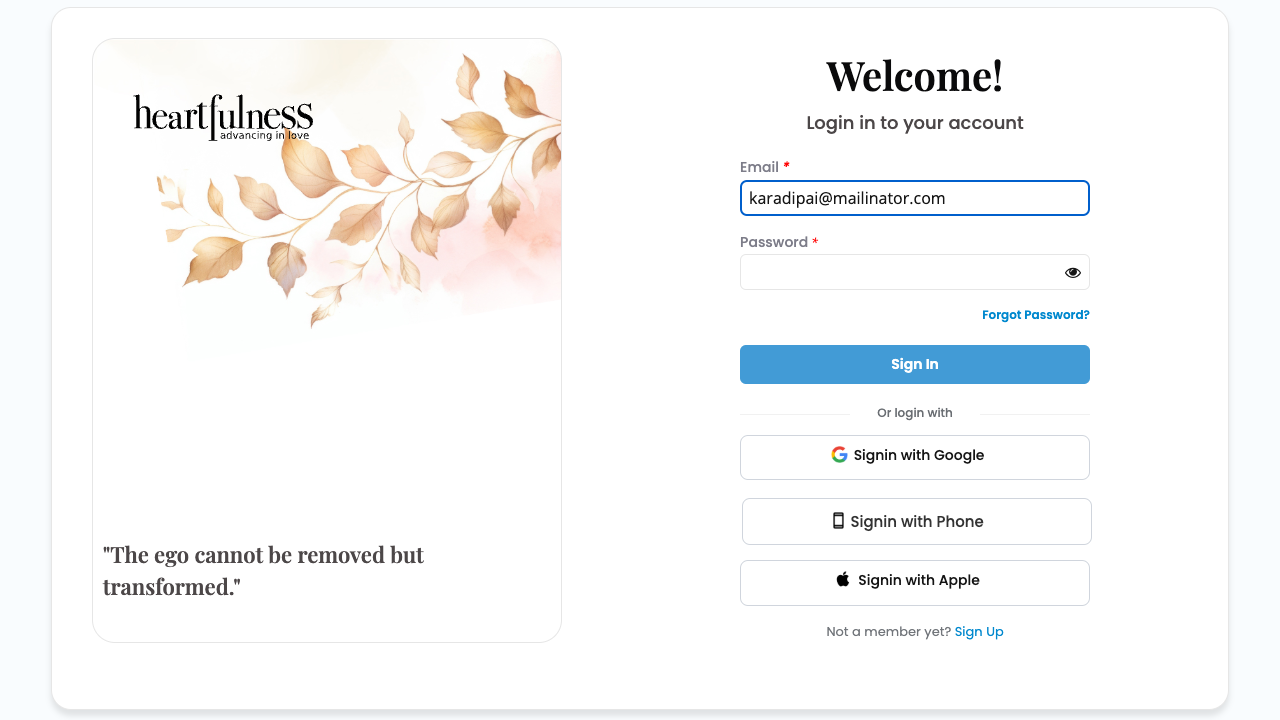 heartfulness
advancing in love
"The ego cannot be removed but
transformed."
Welcome!
Login in to your account
Email *
karadipai@mailinator.com
Password *
Forgot Password?
Sign In
Or login with
Signin with Google
Signin with Phone
Signin with Apple
Not a member yet? Sign Up